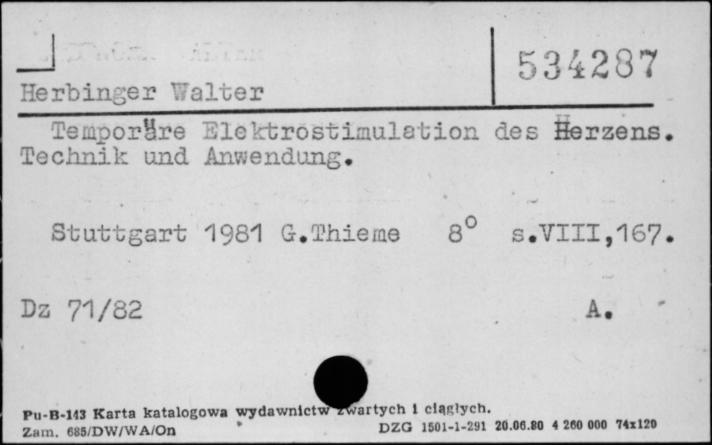 534287
Herbinger Walter
Temporäre Elektrostimulation des Herzens.
Technik und Anwendung.
Stuttgart 1981 G.Thieme 8° s.VIII,167.
Dz 71/82 A.
Pu-B-143 Karta katalogowa wydawnictw zwartych i ciągłych.
Zam. 685/DW/WA/On DZG 1501-1-291 20.06.80 4 260 000 74x120